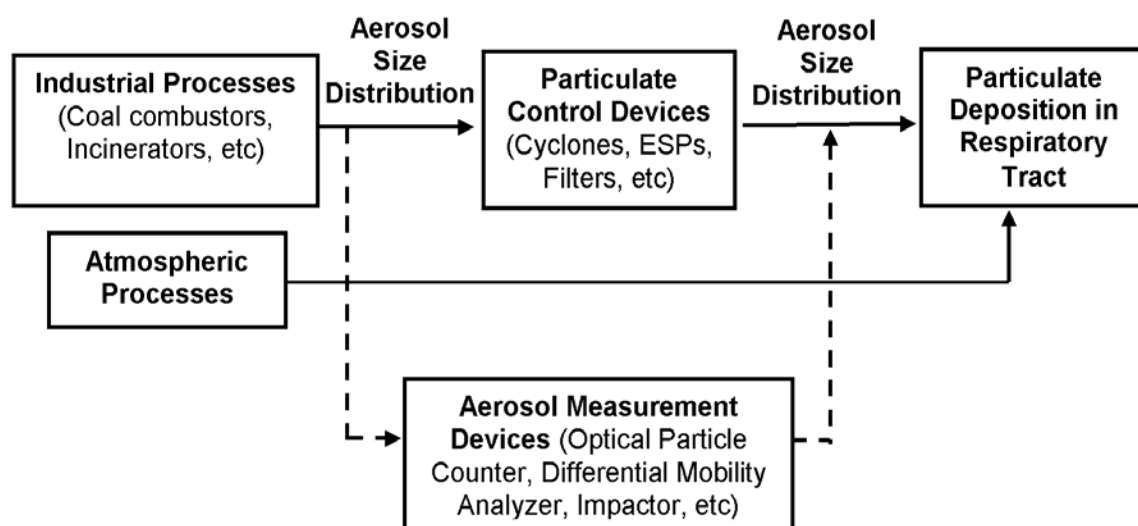 Industrial Processes
(Coal combustors,
Incinerators, etc)
Aerosol
Size
Distribution
Particulate
Control Devices
(Cyclones, ESPs,
Filters, etc)
Aerosol
Size
Distribution
Particulate
Deposition in
Respiratory
Tract
Atmospheric
Processes
Aerosol Measurement
Devices (Optical Particle
Counter, Differential Mobility
Analyzer, Impactor, etc)